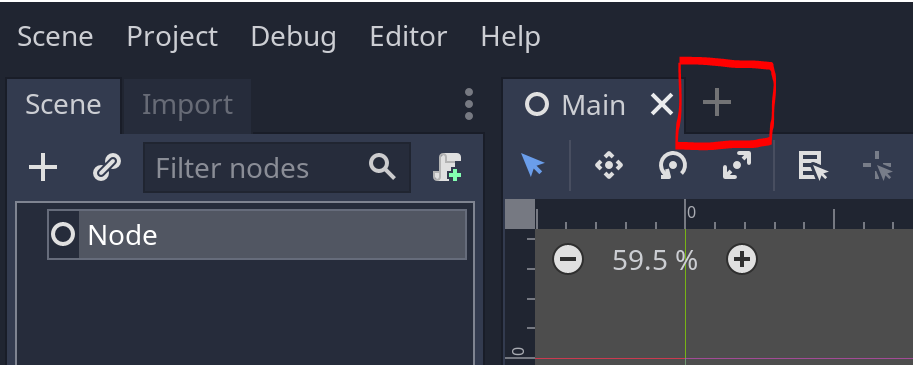 Scene Project Debug Editor Help
Scene Import
Main
Filter nodes
Node
0
59.5 %
0